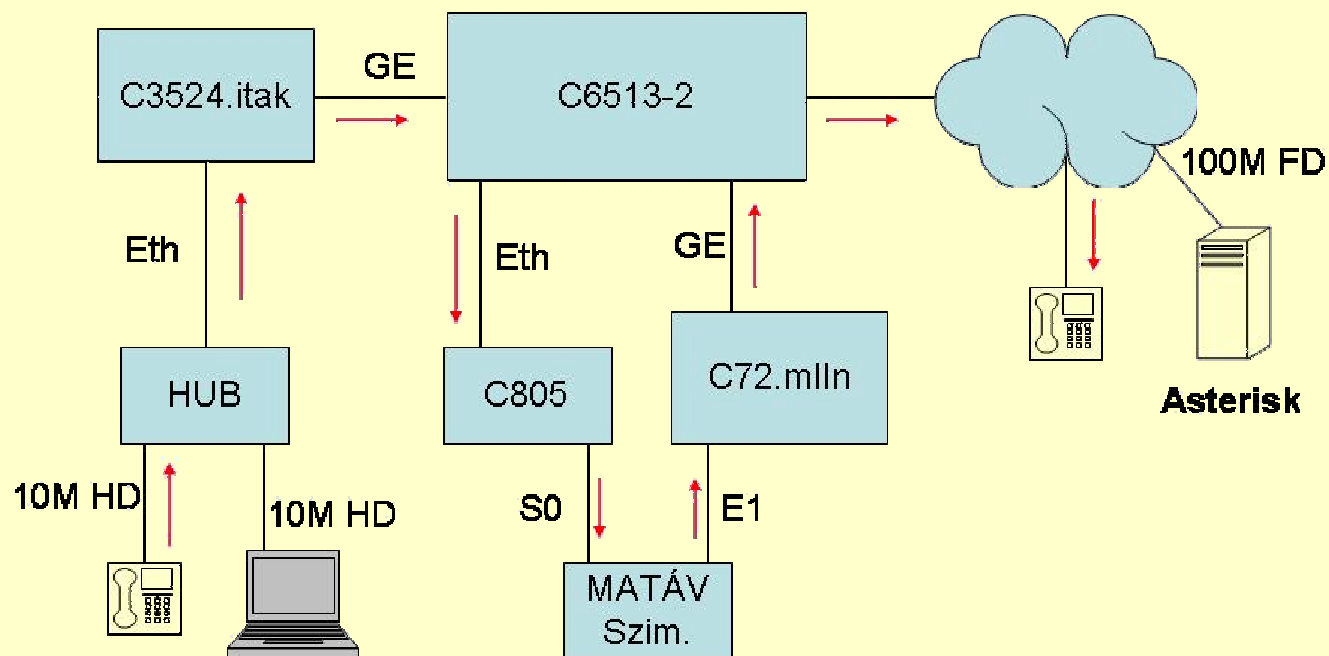 C3524.itak
GE
C6513-2
100M FD
Eth
Eth
GE
HUB
C805
C72.mlln
Asterisk
10M HD
10M HD
S0
E1
MATÁV
Szim.